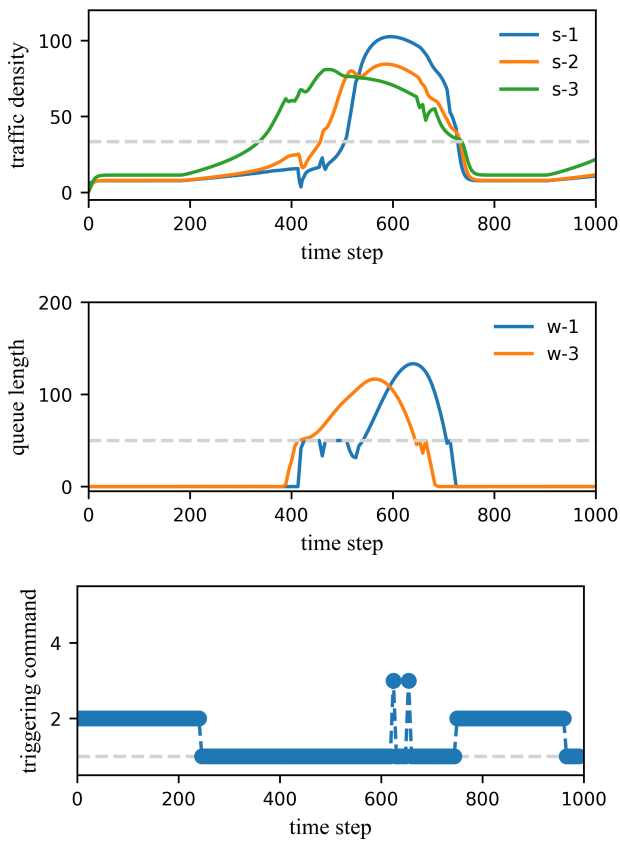 traffic density
100
50
0
s-1
s-2
s-3
0 200 400 600 800 1000
time step
queue length
200
100
0
w-1
w-3
0 200 400 600 800 1000
time step
triggering command
4
2
0 200 400 600 800 1000
time step